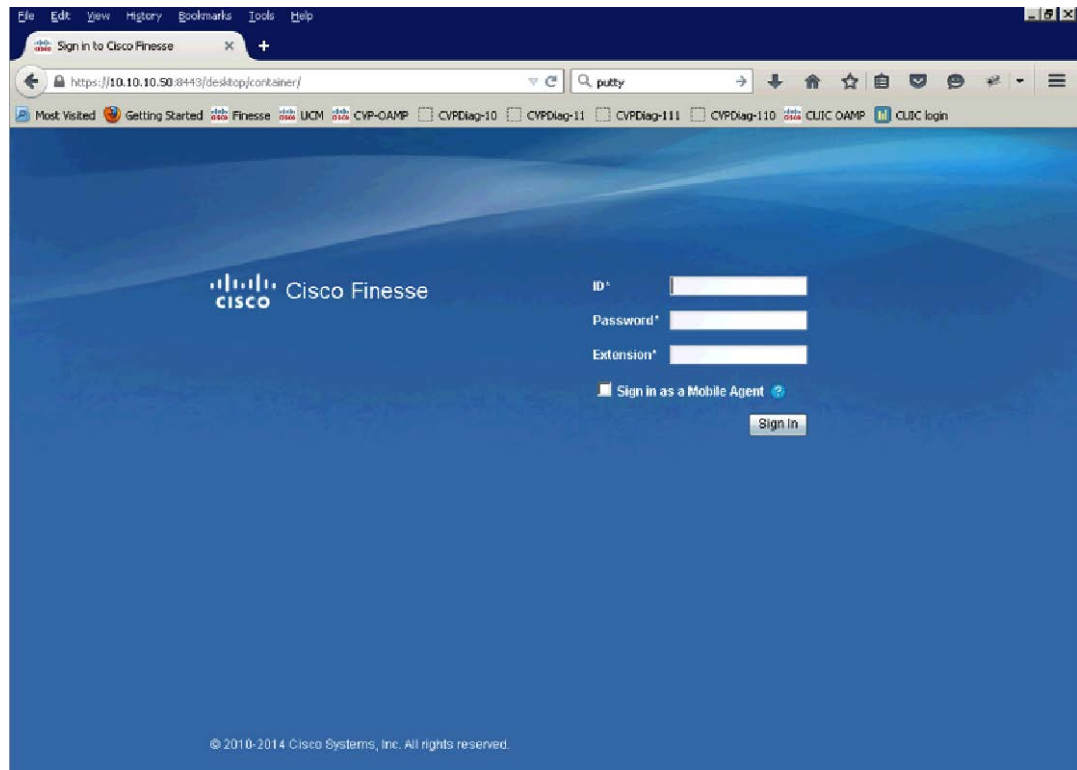 File Edit View History Bookmarks Tools Help
Sign in to Cisco Finesse × +
https://10.10.10.50:8443/desktop/container/ putty
Most Visited Getting Started Finesse UCM CVP-OAMP CVPDiag-10 CVPDiag-11 CVPDiag-111 CVPDiag-110 CUIC OAMP CUIC login
CISCO Cisco Finesse
ID*
Password*
Extension*
Sign in as a Mobile Agent ?
Sign In
© 2010-2014 Cisco Systems, Inc. All rights reserved.